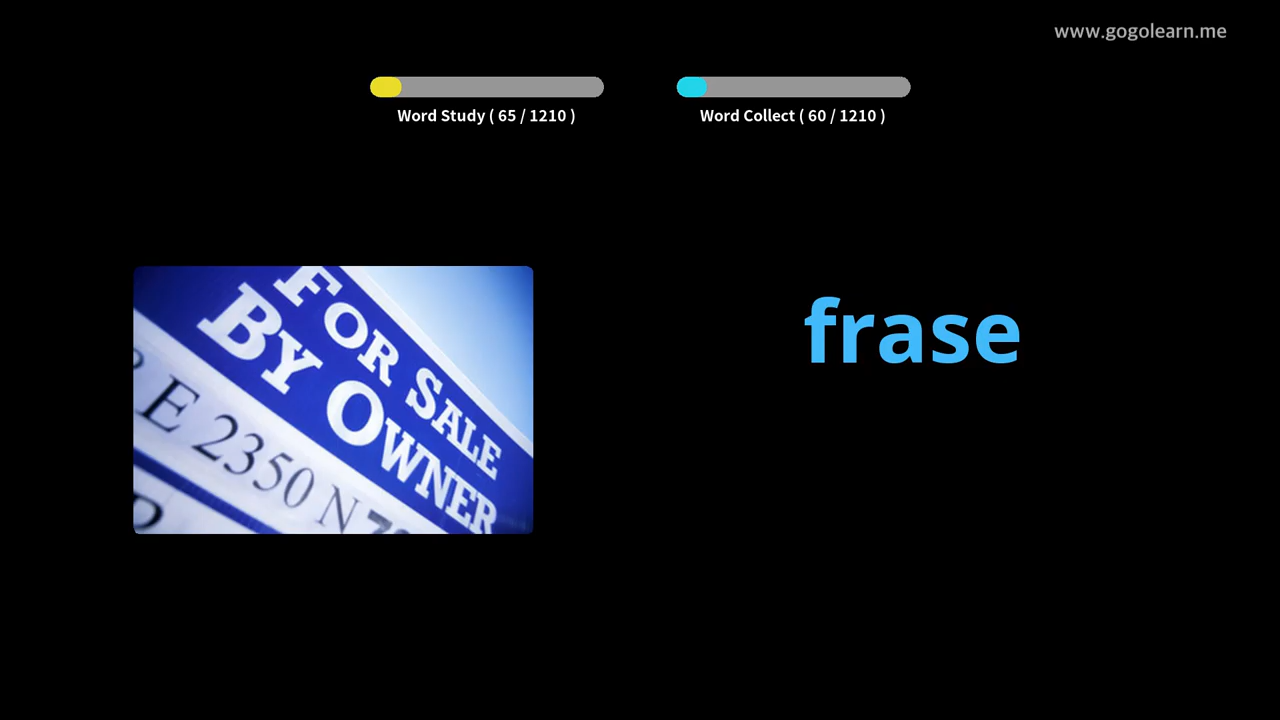 www.gogolearn.me
Word Study ( 65 / 1210 )
Word Collect ( 60 / 1210 )
FOR SALE
BY OWNER
E 2350 N
frase